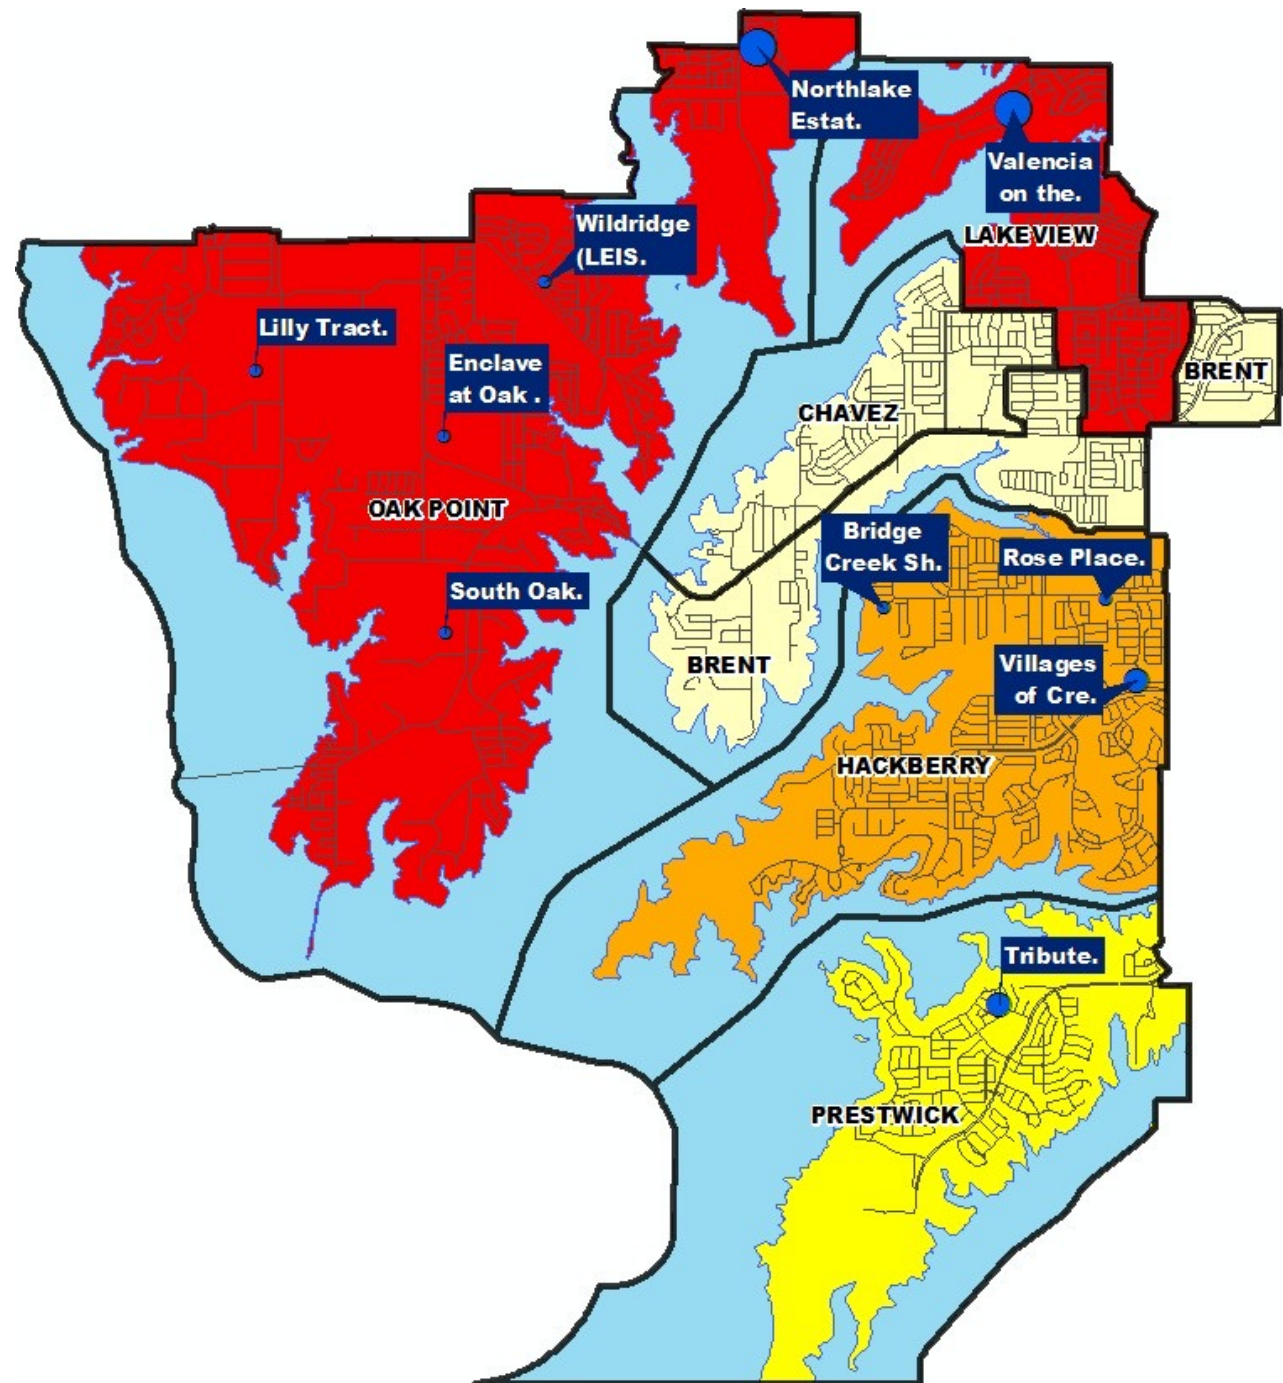 Northlake
Estat.
Valencia
on the.
Wildridge
(LEIS.
LAKEVIEW
Lilly Tract.
Enclave
at Oak .
BRENT
CHAVEZ
OAK POINT
Bridge
Creek Sh.
Rose Place.
South Oak.
BRENT
Villages
of Cre.
HACKBERRY
Tribute.
PRESTWICK